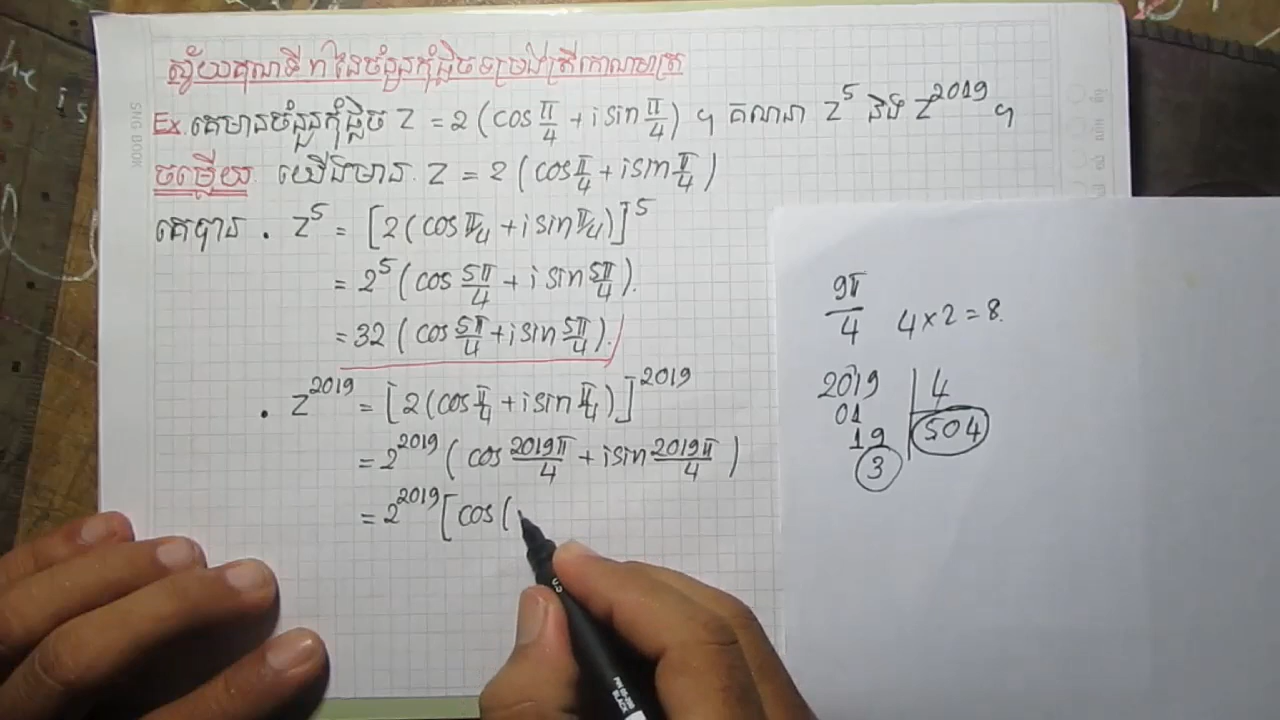 ស្វ័យគុណទី n នៃចំនួនកុំផ្លិចទម្រង់ត្រីកោណមាត្រ
Ex. គេមានចំនួនកុំផ្លិច Z = 2 (cos π/4 + i sin π/4) ។ គណនា Z^5 និង Z^2019 ។
ចម្លើយ យើងមាន Z = 2 (cos π/4 + i sin π/4)
គេបាន . Z^5 = [2 (cos π/4 + i sin π/4)]^5
= 2^5 (cos 5π/4 + i sin 5π/4).
= 32 (cos 5π/4 + i sin 5π/4).
. Z^2019 = [2 (cos π/4 + i sin π/4)]^2019
= 2^2019 (cos 2019π/4 + i sin 2019π/4)
= 2^2019 [cos (
9π/4 4 × 2 = 8.
2019 | 4
01 504
19
3
SNG BOOK